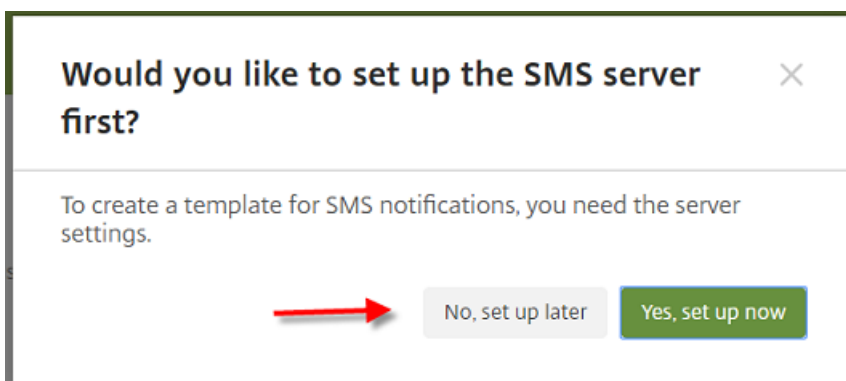 Would you like to set up the SMS server
first?
To create a template for SMS notifications, you need the server
settings.
No, set up later
Yes, set up now